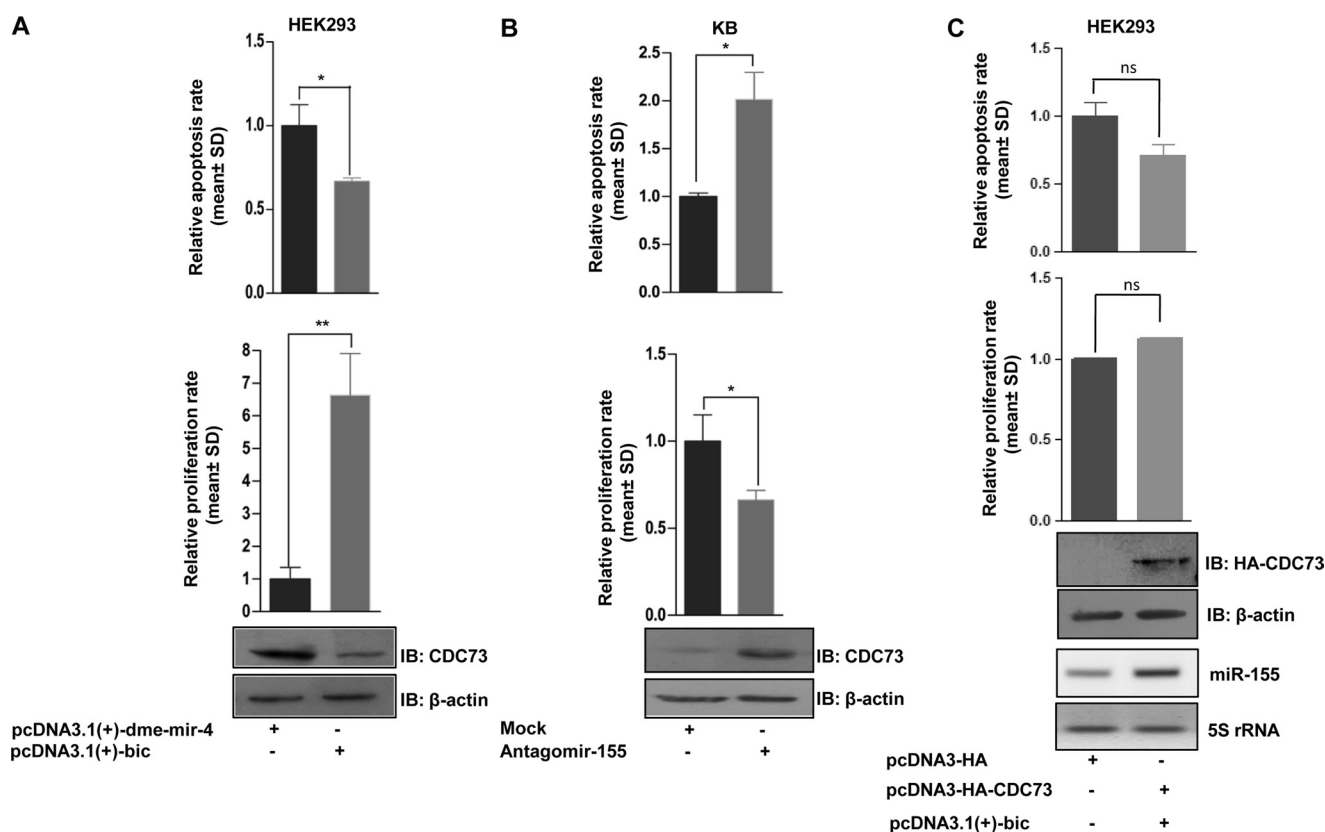 A
HEK293
Relative apoptosis rate
(mean± SD)
1.5
1.0
0.5
0.0
*
Relative proliferation rate
(mean± SD)
8
7
6
5
4
3
2
1
0
**
IB: CDC73
IB: β-actin
pcDNA3.1(+)-dme-mir-4 + -
pcDNA3.1(+)-bic - +
B
KB
Relative apoptosis rate
(mean± SD)
2.5
2.0
1.5
1.0
0.5
0.0
*
Relative proliferation rate
(mean± SD)
1.5
1.0
0.5
0.0
*
IB: CDC73
IB: β-actin
Mock + -
Antagomir-155 - +
C
HEK293
Relative apoptosis rate
(mean± SD)
1.5
1.0
0.5
0.0
ns
Relative proliferation rate
(mean± SD)
1.5
1.0
0.5
0.0
ns
IB: HA-CDC73
IB: β-actin
miR-155
5S rRNA
pcDNA3-HA + -
pcDNA3-HA-CDC73 - +
pcDNA3.1(+)-bic - +